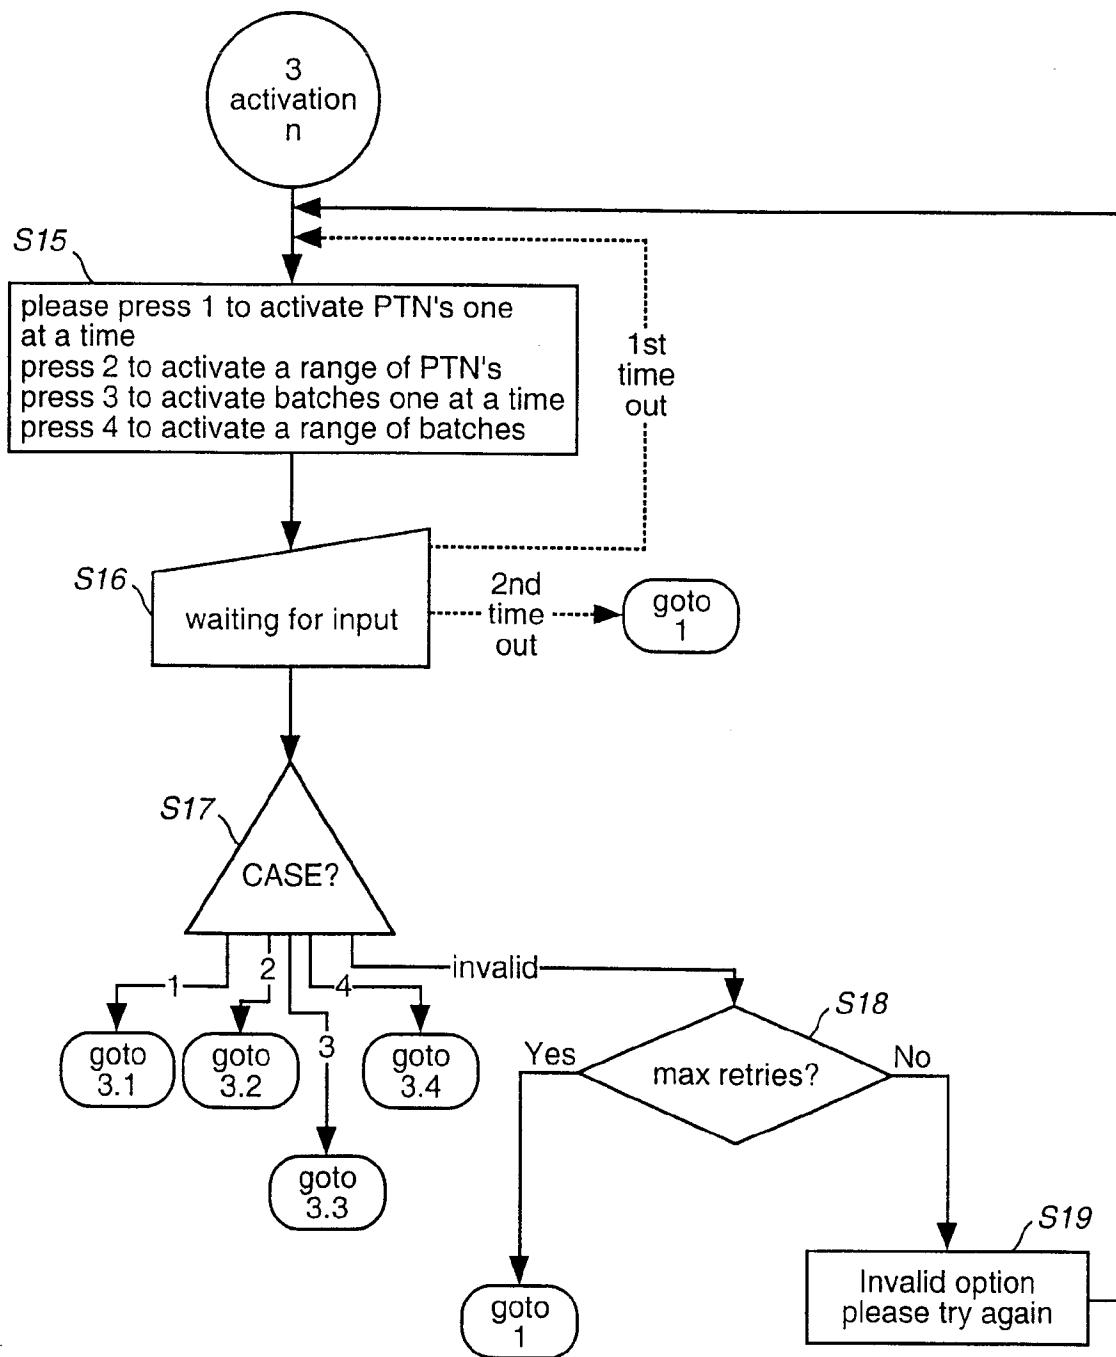 3
activation
n
S15
please press 1 to activate PTN's one
at a time
press 2 to activate a range of PTN's
press 3 to activate batches one at a time
press 4 to activate a range of batches
1st
time
out
S16
waiting for input
2nd
time
out
goto
1
S17
CASE?
1
2
3
4
invalid
goto
3.1
goto
3.2
goto
3.3
goto
3.4
S18
max retries?
Yes
No
goto
1
S19
Invalid option
please try again